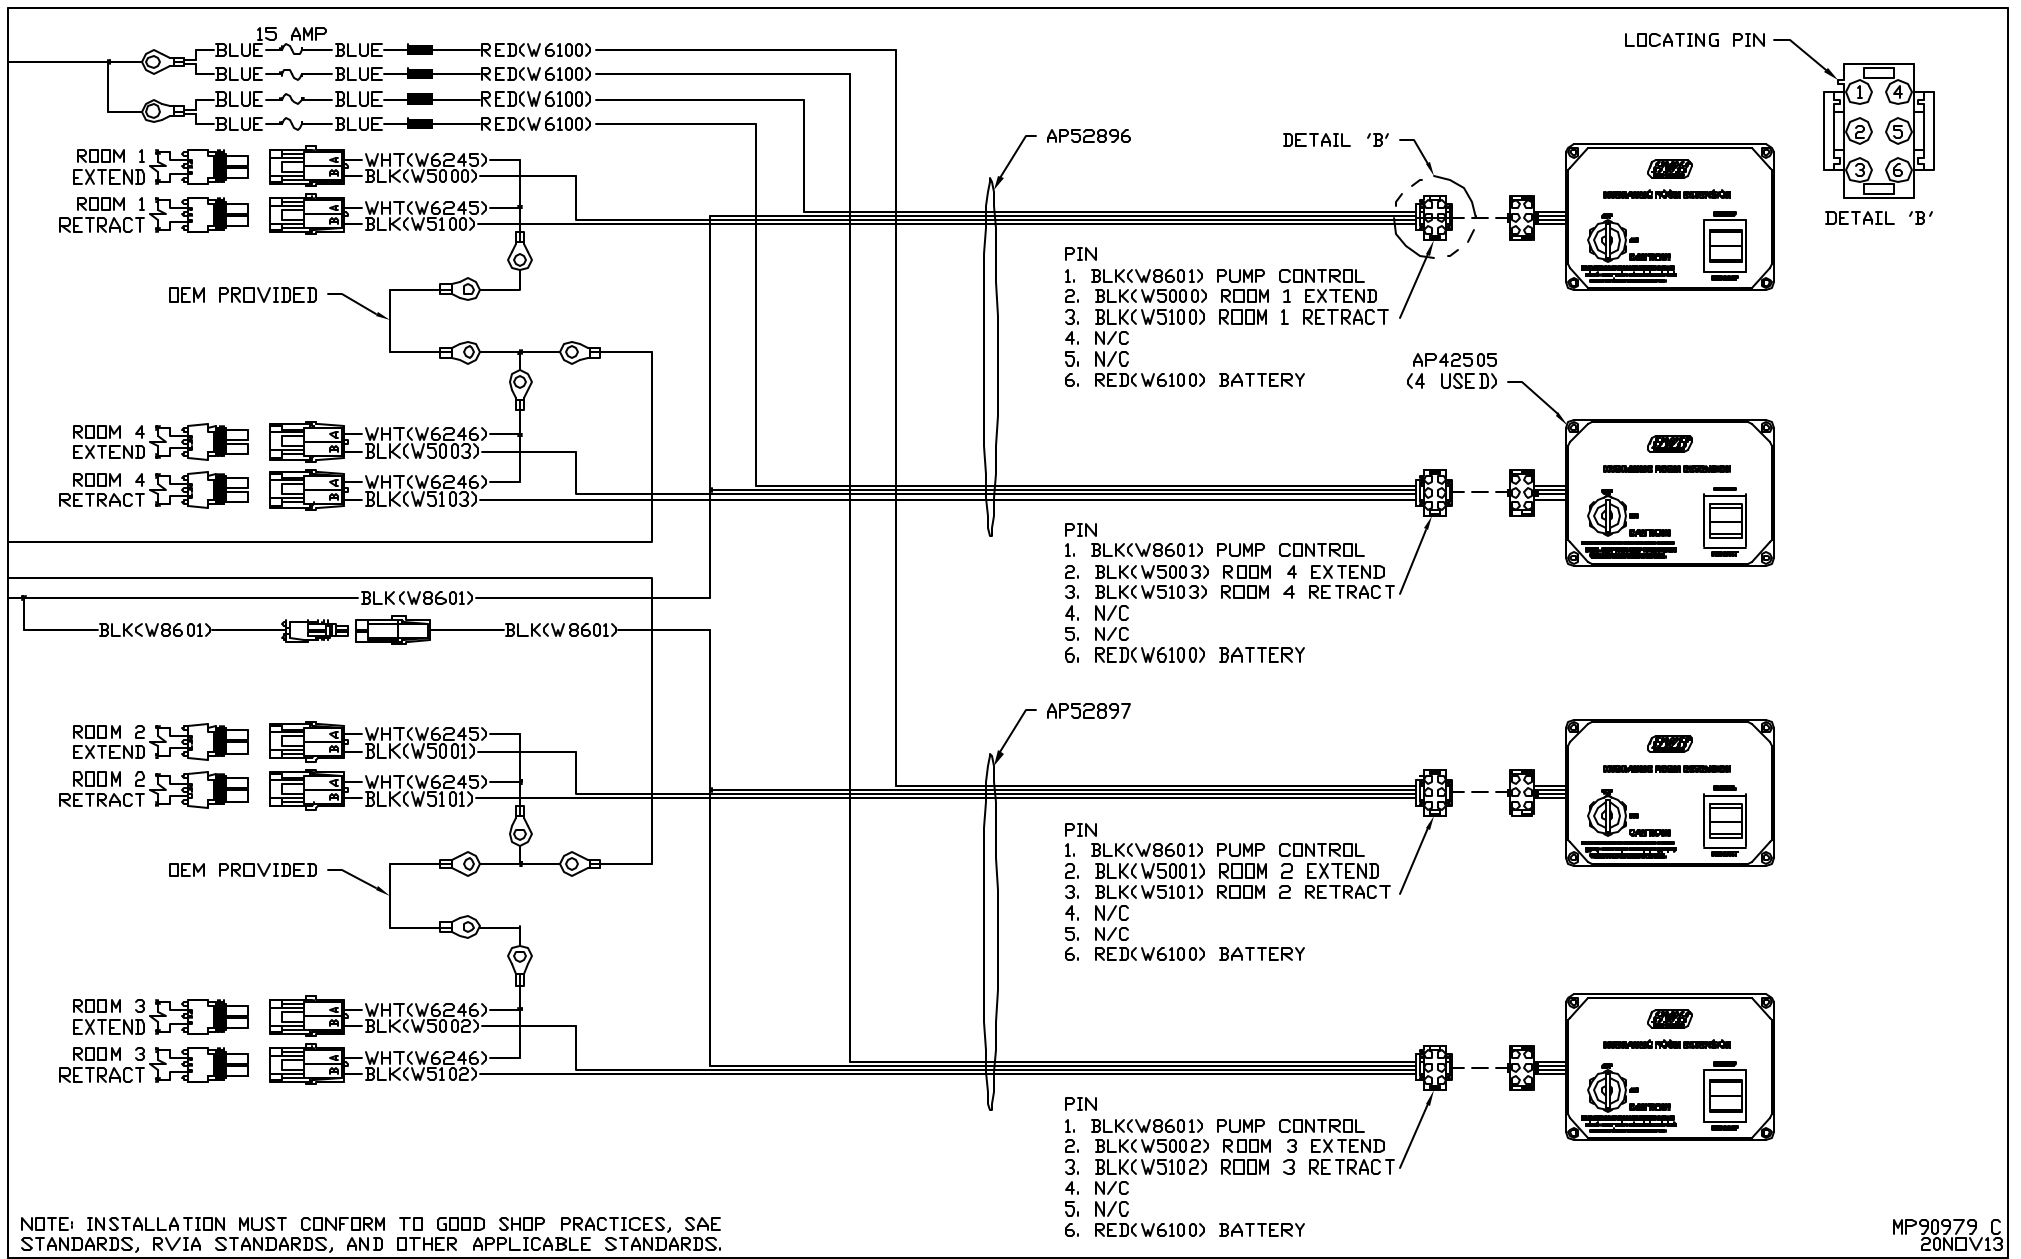 15 AMP
BLUE BLUE RED(W6100)
BLUE BLUE RED(W6100)
BLUE BLUE RED(W6100)
BLUE BLUE RED(W6100)
ROOM 1
EXTEND
WHT(W6245)
BLK(W5000)
ROOM 1
RETRACT
WHT(W6245)
BLK(W5100)
A
B
A
B
OEM PROVIDED
ROOM 4
EXTEND
WHT(W6246)
BLK(W5003)
ROOM 4
RETRACT
WHT(W6246)
BLK(W5103)
A
B
A
B
BLK(W8601)
BLK(W8601) BLK(W8601)
ROOM 2
EXTEND
WHT(W6245)
BLK(W5001)
ROOM 2
RETRACT
WHT(W6245)
BLK(W5101)
A
B
A
B
OEM PROVIDED
ROOM 3
EXTEND
WHT(W6246)
BLK(W5002)
ROOM 3
RETRACT
WHT(W6246)
BLK(W5102)
A
B
A
B
AP52896
DETAIL 'B'
LOCATING PIN
1 4
2 5
3 6
DETAIL 'B'
PIN
1. BLK(W8601) PUMP CONTROL
2. BLK(W5000) ROOM 1 EXTEND
3. BLK(W5100) ROOM 1 RETRACT
4. N/C
5. N/C
6. RED(W6100) BATTERY
AP42505
(4 USED)
PIN
1. BLK(W8601) PUMP CONTROL
2. BLK(W5003) ROOM 4 EXTEND
3. BLK(W5103) ROOM 4 RETRACT
4. N/C
5. N/C
6. RED(W6100) BATTERY
AP52897
PIN
1. BLK(W8601) PUMP CONTROL
2. BLK(W5001) ROOM 2 EXTEND
3. BLK(W5101) ROOM 2 RETRACT
4. N/C
5. N/C
6. RED(W6100) BATTERY
PIN
1. BLK(W8601) PUMP CONTROL
2. BLK(W5002) ROOM 3 EXTEND
3. BLK(W5102) ROOM 3 RETRACT
4. N/C
5. N/C
6. RED(W6100) BATTERY
NOTE: INSTALLATION MUST CONFORM TO GOOD SHOP PRACTICES, SAE
STANDARDS, RVIA STANDARDS, AND OTHER APPLICABLE STANDARDS.
MP90979 C
20NOV13